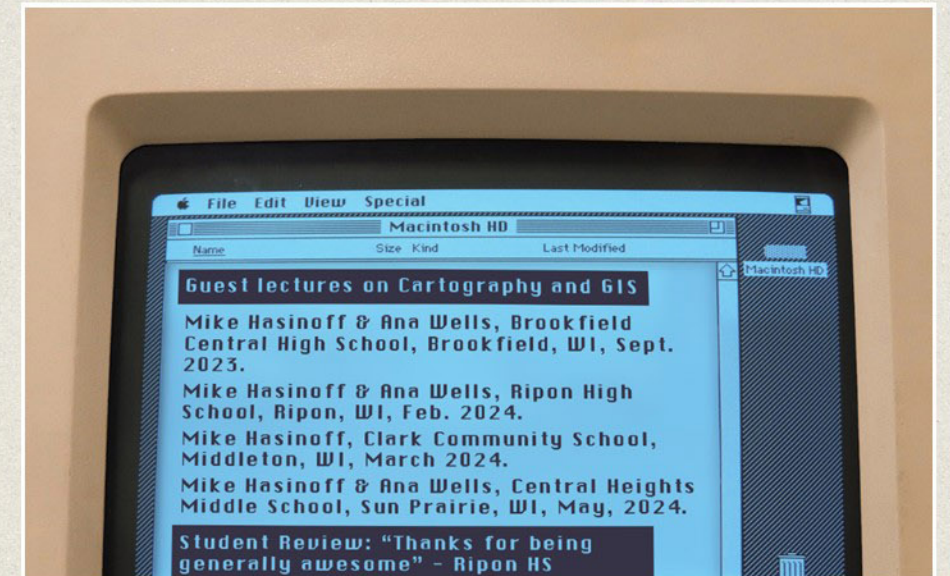 File Edit View Special
Macintosh HD
Name Size Kind Last Modified
Macintosh HD
Guest lectures on Cartography and GIS
Mike Hasinoff & Ana Wells, Brookfield
Central High School, Brookfield, WI, Sept.
2023.
Mike Hasinoff & Ana Wells, Ripon High
School, Ripon, WI, Feb. 2024.
Mike Hasinoff, Clark Community School,
Middleton, WI, March 2024.
Mike Hasinoff & Ana Wells, Central Heights
Middle School, Sun Prairie, WI, May, 2024.
Student Review: “Thanks for being
generally awesome” - Ripon HS